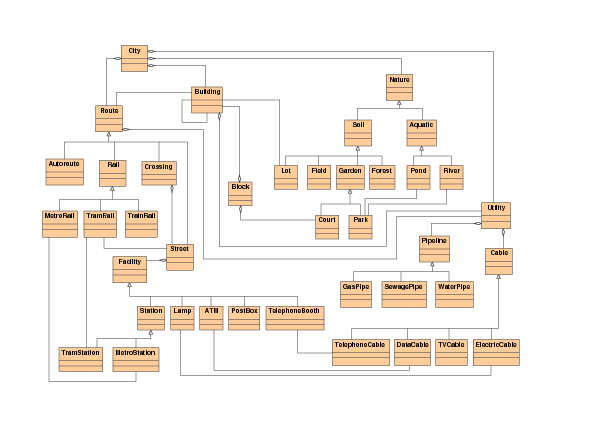 City
Nature
Building
Route
Soil
Aquatic
Autoroute
Rail
Crossing
Lot
Field
Garden
Forest
Pond
River
Block
MetroRail
TramRail
TrainRail
Court
Park
Utility
Street
Pipeline
Cable
Facility
GasPipe
SewagePipe
WaterPipe
Station
Lamp
ATM
PostBox
TelephoneBooth
TramStation
MetroStation
TelephoneCable
DataCable
TVCable
ElectricCable